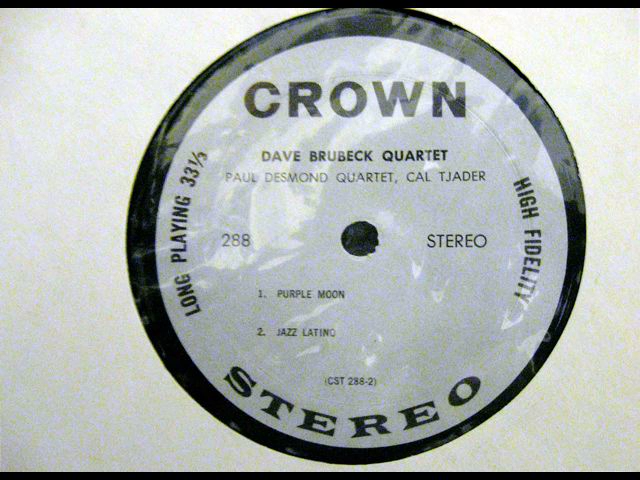 CROWN
DAVE BRUBECK QUARTET
PAUL DESMOND QUARTET, CAL TJADER
LONG PLAYING 33⅓
HIGH FIDELITY
288
STEREO
1. PURPLE MOON
2. JAZZ LATINO
(CST 288-2)
STEREO